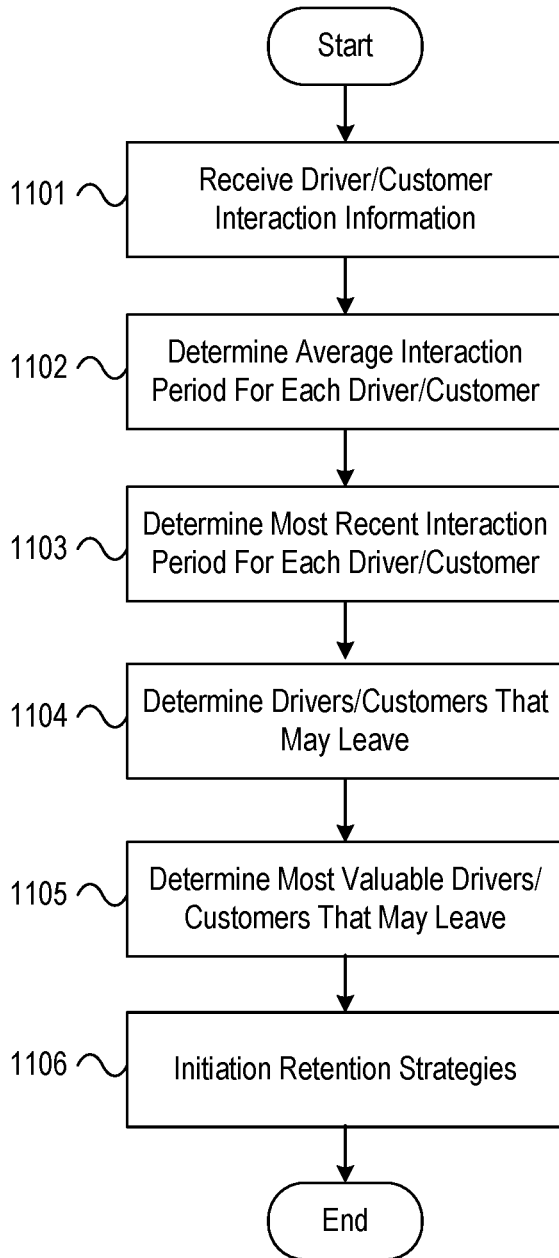 Start
1101
Receive Driver/Customer
Interaction Information
1102
Determine Average Interaction
Period For Each Driver/Customer
1103
Determine Most Recent Interaction
Period For Each Driver/Customer
1104
Determine Drivers/Customers That
May Leave
1105
Determine Most Valuable Drivers/
Customers That May Leave
1106
Initiation Retention Strategies
End